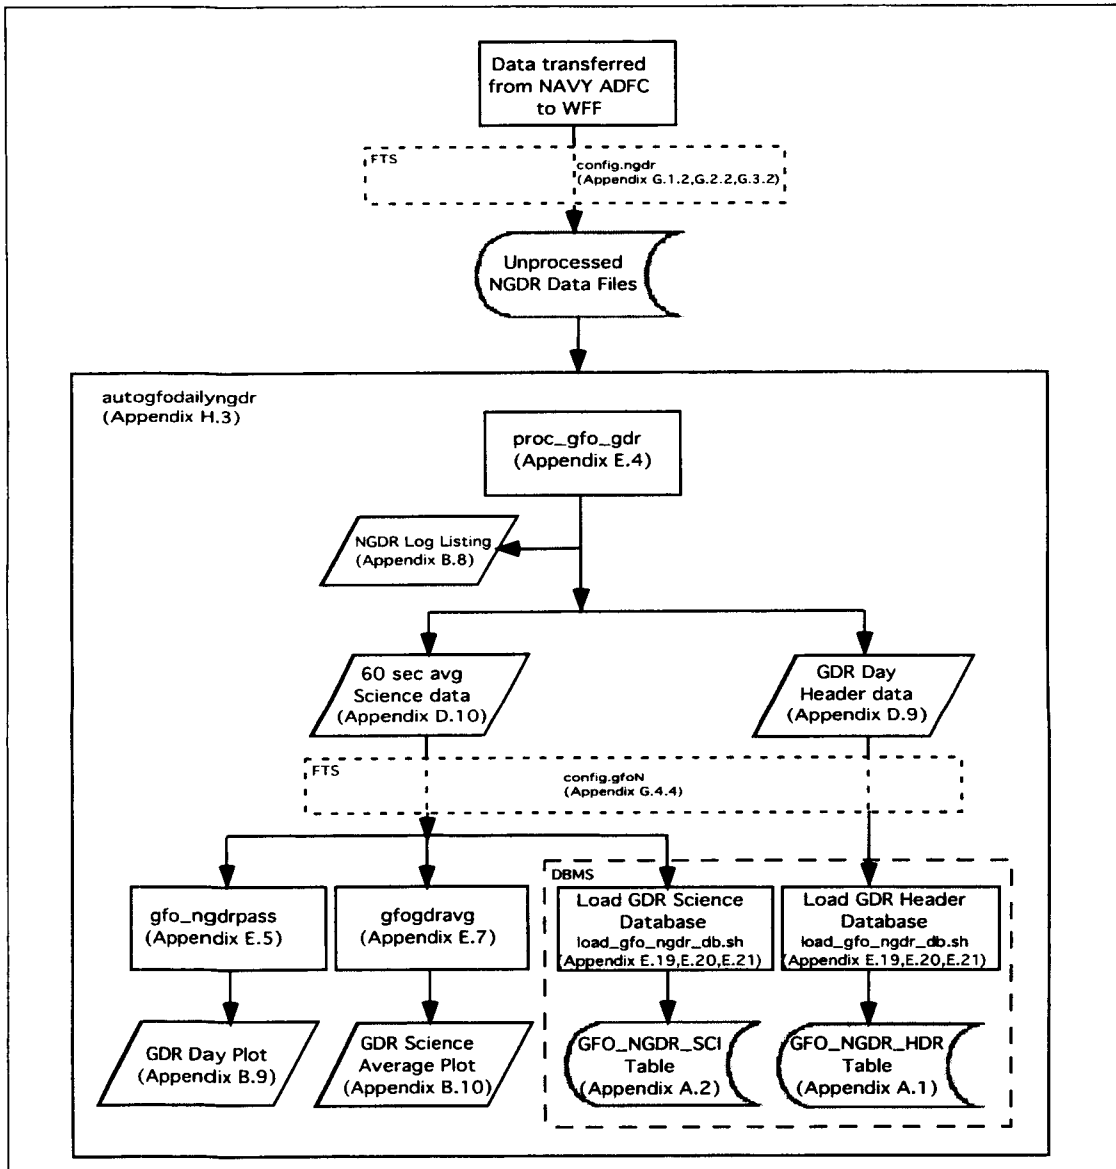 Data transferred
from NAVY ADFC
to WFF
FTS
config.ngdr
(Appendix G.1.2,G.2.2,G.3.2)
Unprocessed
NGDR Data Files
autogfodailyngdr
(Appendix H.3)
proc_gfo_gdr
(Appendix E.4)
NGDR Log Listing
(Appendix B.8)
60 sec avg
Science data
(Appendix D.10)
GDR Day
Header data
(Appendix D.9)
FTS
config.gfoN
(Appendix G.4.4)
gfo_ngdrpass
(Appendix E.5)
gfogdravg
(Appendix E.7)
DBMS
Load GDR Science
Database
load_gfo_ngdr_db.sh
(Appendix E.19,E.20,E.21)
Load GDR Header
Database
load_gfo_ngdr_db.sh
(Appendix E.19,E.20,E.21)
GDR Day Plot
(Appendix B.9)
GDR Science
Average Plot
(Appendix B.10)
GFO_NGDR_SCI
Table
(Appendix A.2)
GFO_NGDR_HDR
Table
(Appendix A.1)